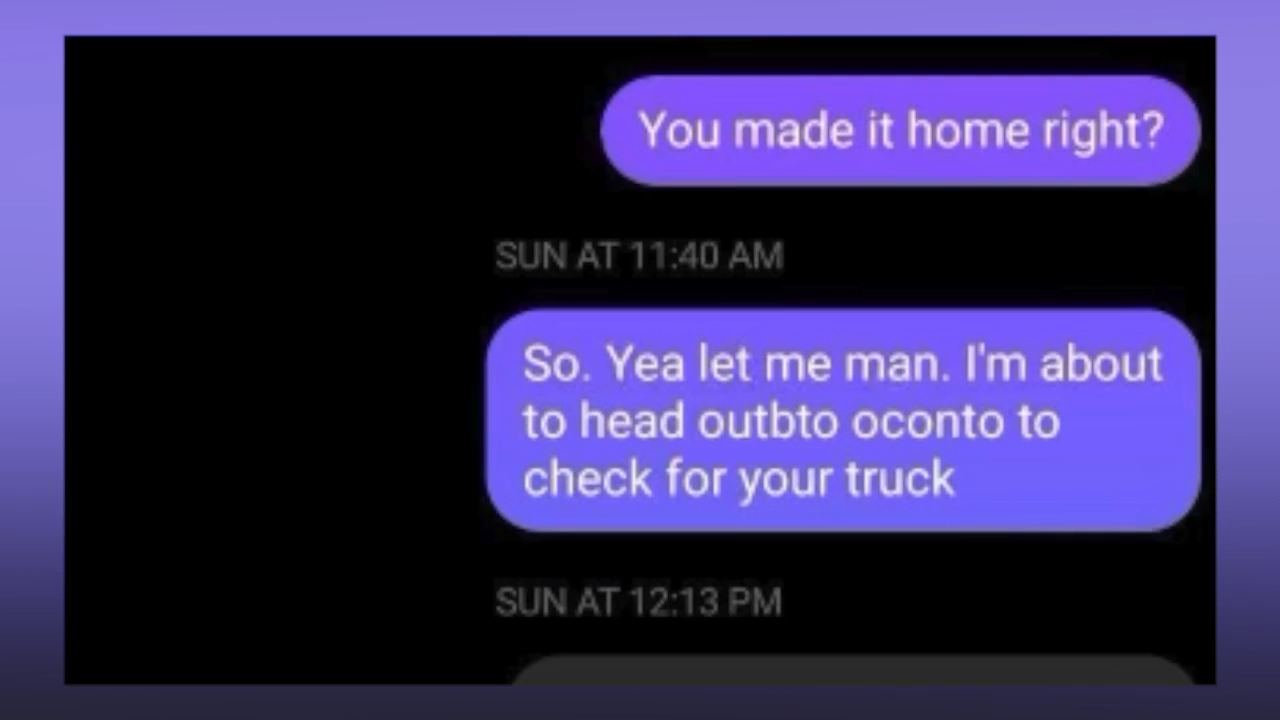 You made it home right?
SUN AT 11:40 AM
So. Yea let me man. I'm about
to head outbto oconto to
check for your truck
SUN AT 12:13 PM